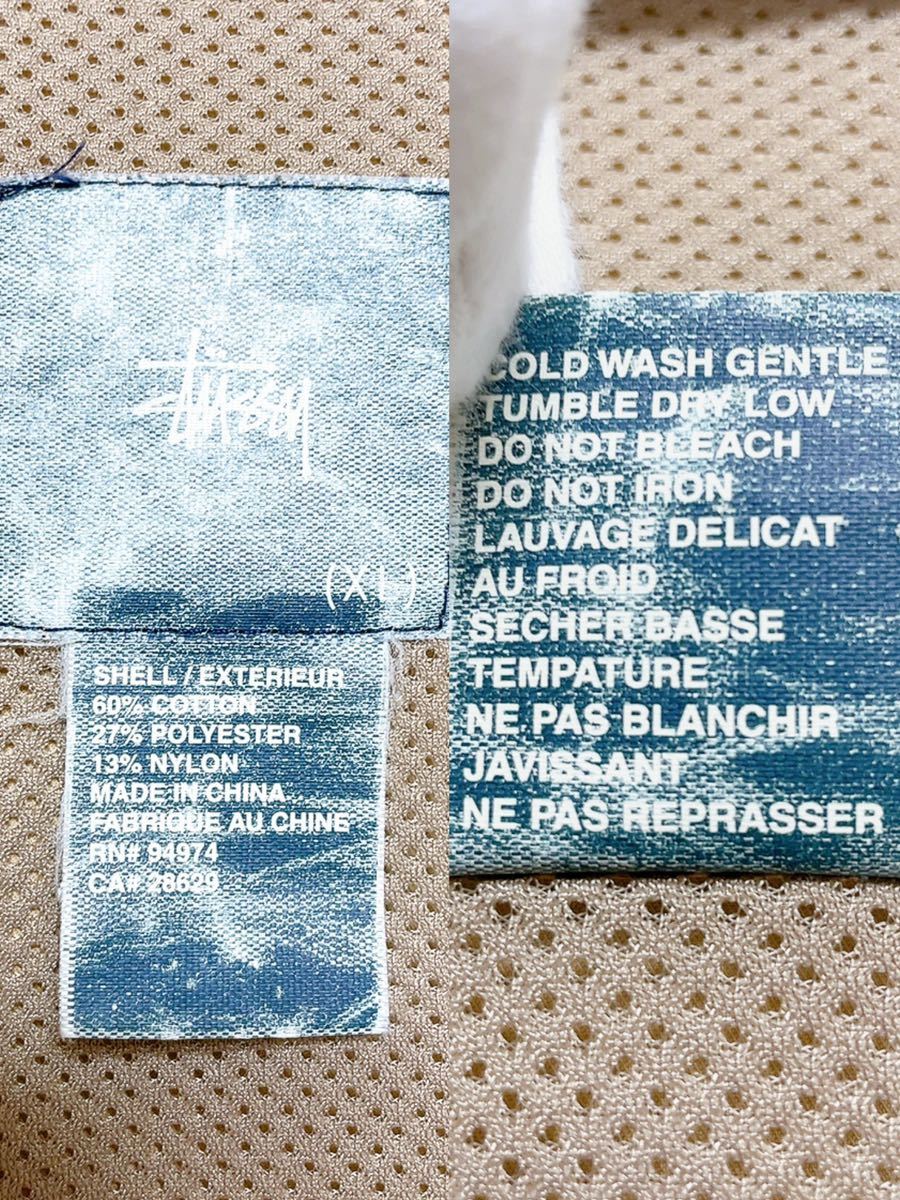 Stüssy
(XL)
SHELL / EXTERIEUR
60% COTTON
27% POLYESTER
13% NYLON
MADE IN CHINA
FABRIQUE AU CHINE
RN# 94974
CA# 28629
COLD WASH GENTLE
TUMBLE DRY LOW
DO NOT BLEACH
DO NOT IRON
LAUVAGE DELICAT
AU FROID
SECHER BASSE
TEMPATURE
NE PAS BLANCHIR
JAVISSANT
NE PAS REPRASSER